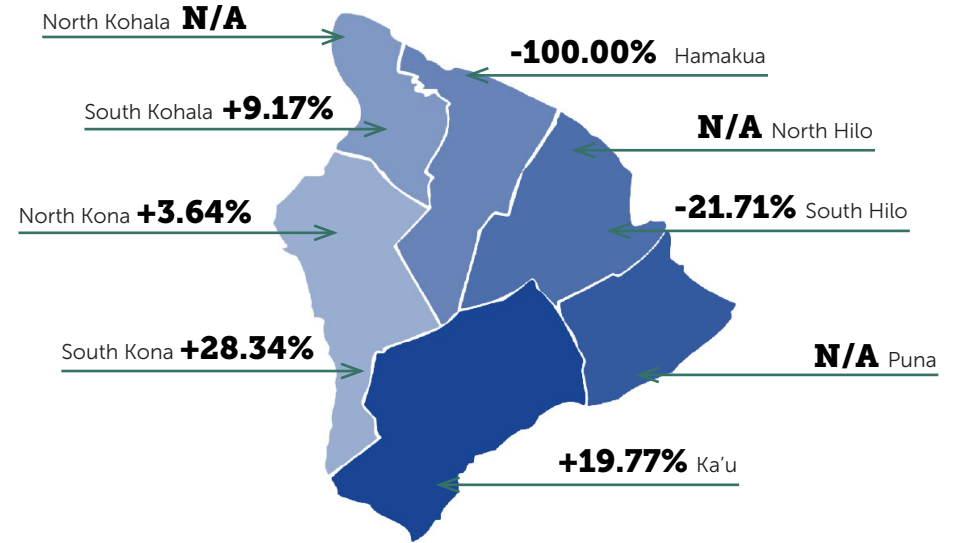 North Kohala N/A
-100.00% Hamakua
South Kohala +9.17%
N/A North Hilo
North Kona +3.64%
-21.71% South Hilo
South Kona +28.34%
N/A Puna
+19.77% Ka’u